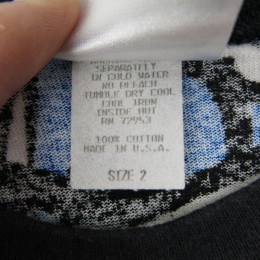 SEPARATELY
IN COLD WATER
NO BLEACH
TUMBLE DRY COOL
COOL IRON
INSIDE OUT
RN 72953
100% COTTON
MADE IN U.S.A.
SIZE 2